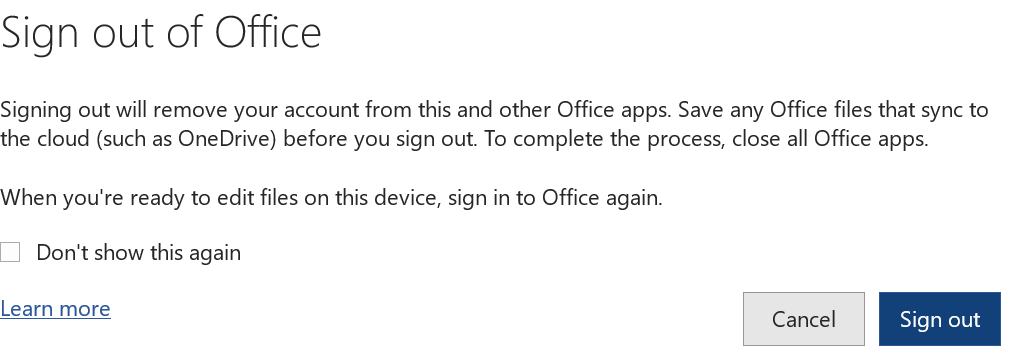 Sign out of Office
Signing out will remove your account from this and other Office apps. Save any Office files that sync to
the cloud (such as OneDrive) before you sign out. To complete the process, close all Office apps.
When you're ready to edit files on this device, sign in to Office again.
Don't show this again
Learn more
Cancel
Sign out